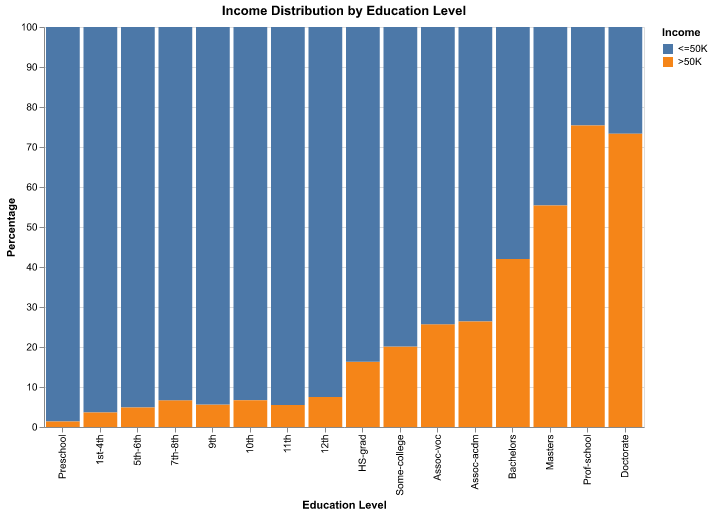 Income Distribution by Education Level
Income
<=50K
>50K
Percentage
100
90
80
70
60
50
40
30
20
10
0
Preschool
1st-4th
5th-6th
7th-8th
9th
10th
11th
12th
HS-grad
Some-college
Assoc-voc
Assoc-acdm
Bachelors
Masters
Prof-school
Doctorate
Education Level